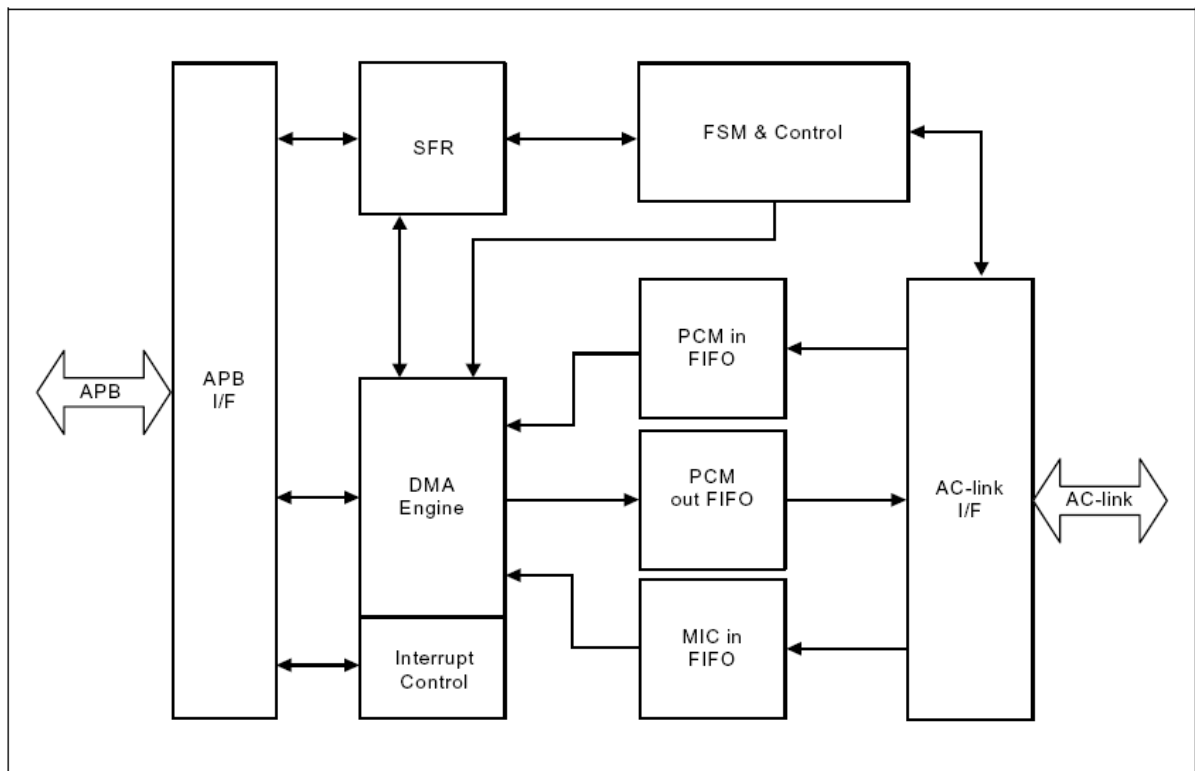 SFR
FSM & Control
APB
APB
I/F
PCM in
FIFO
DMA
Engine
PCM
out FIFO
AC-link
I/F
AC-link
Interrupt
Control
MIC in
FIFO